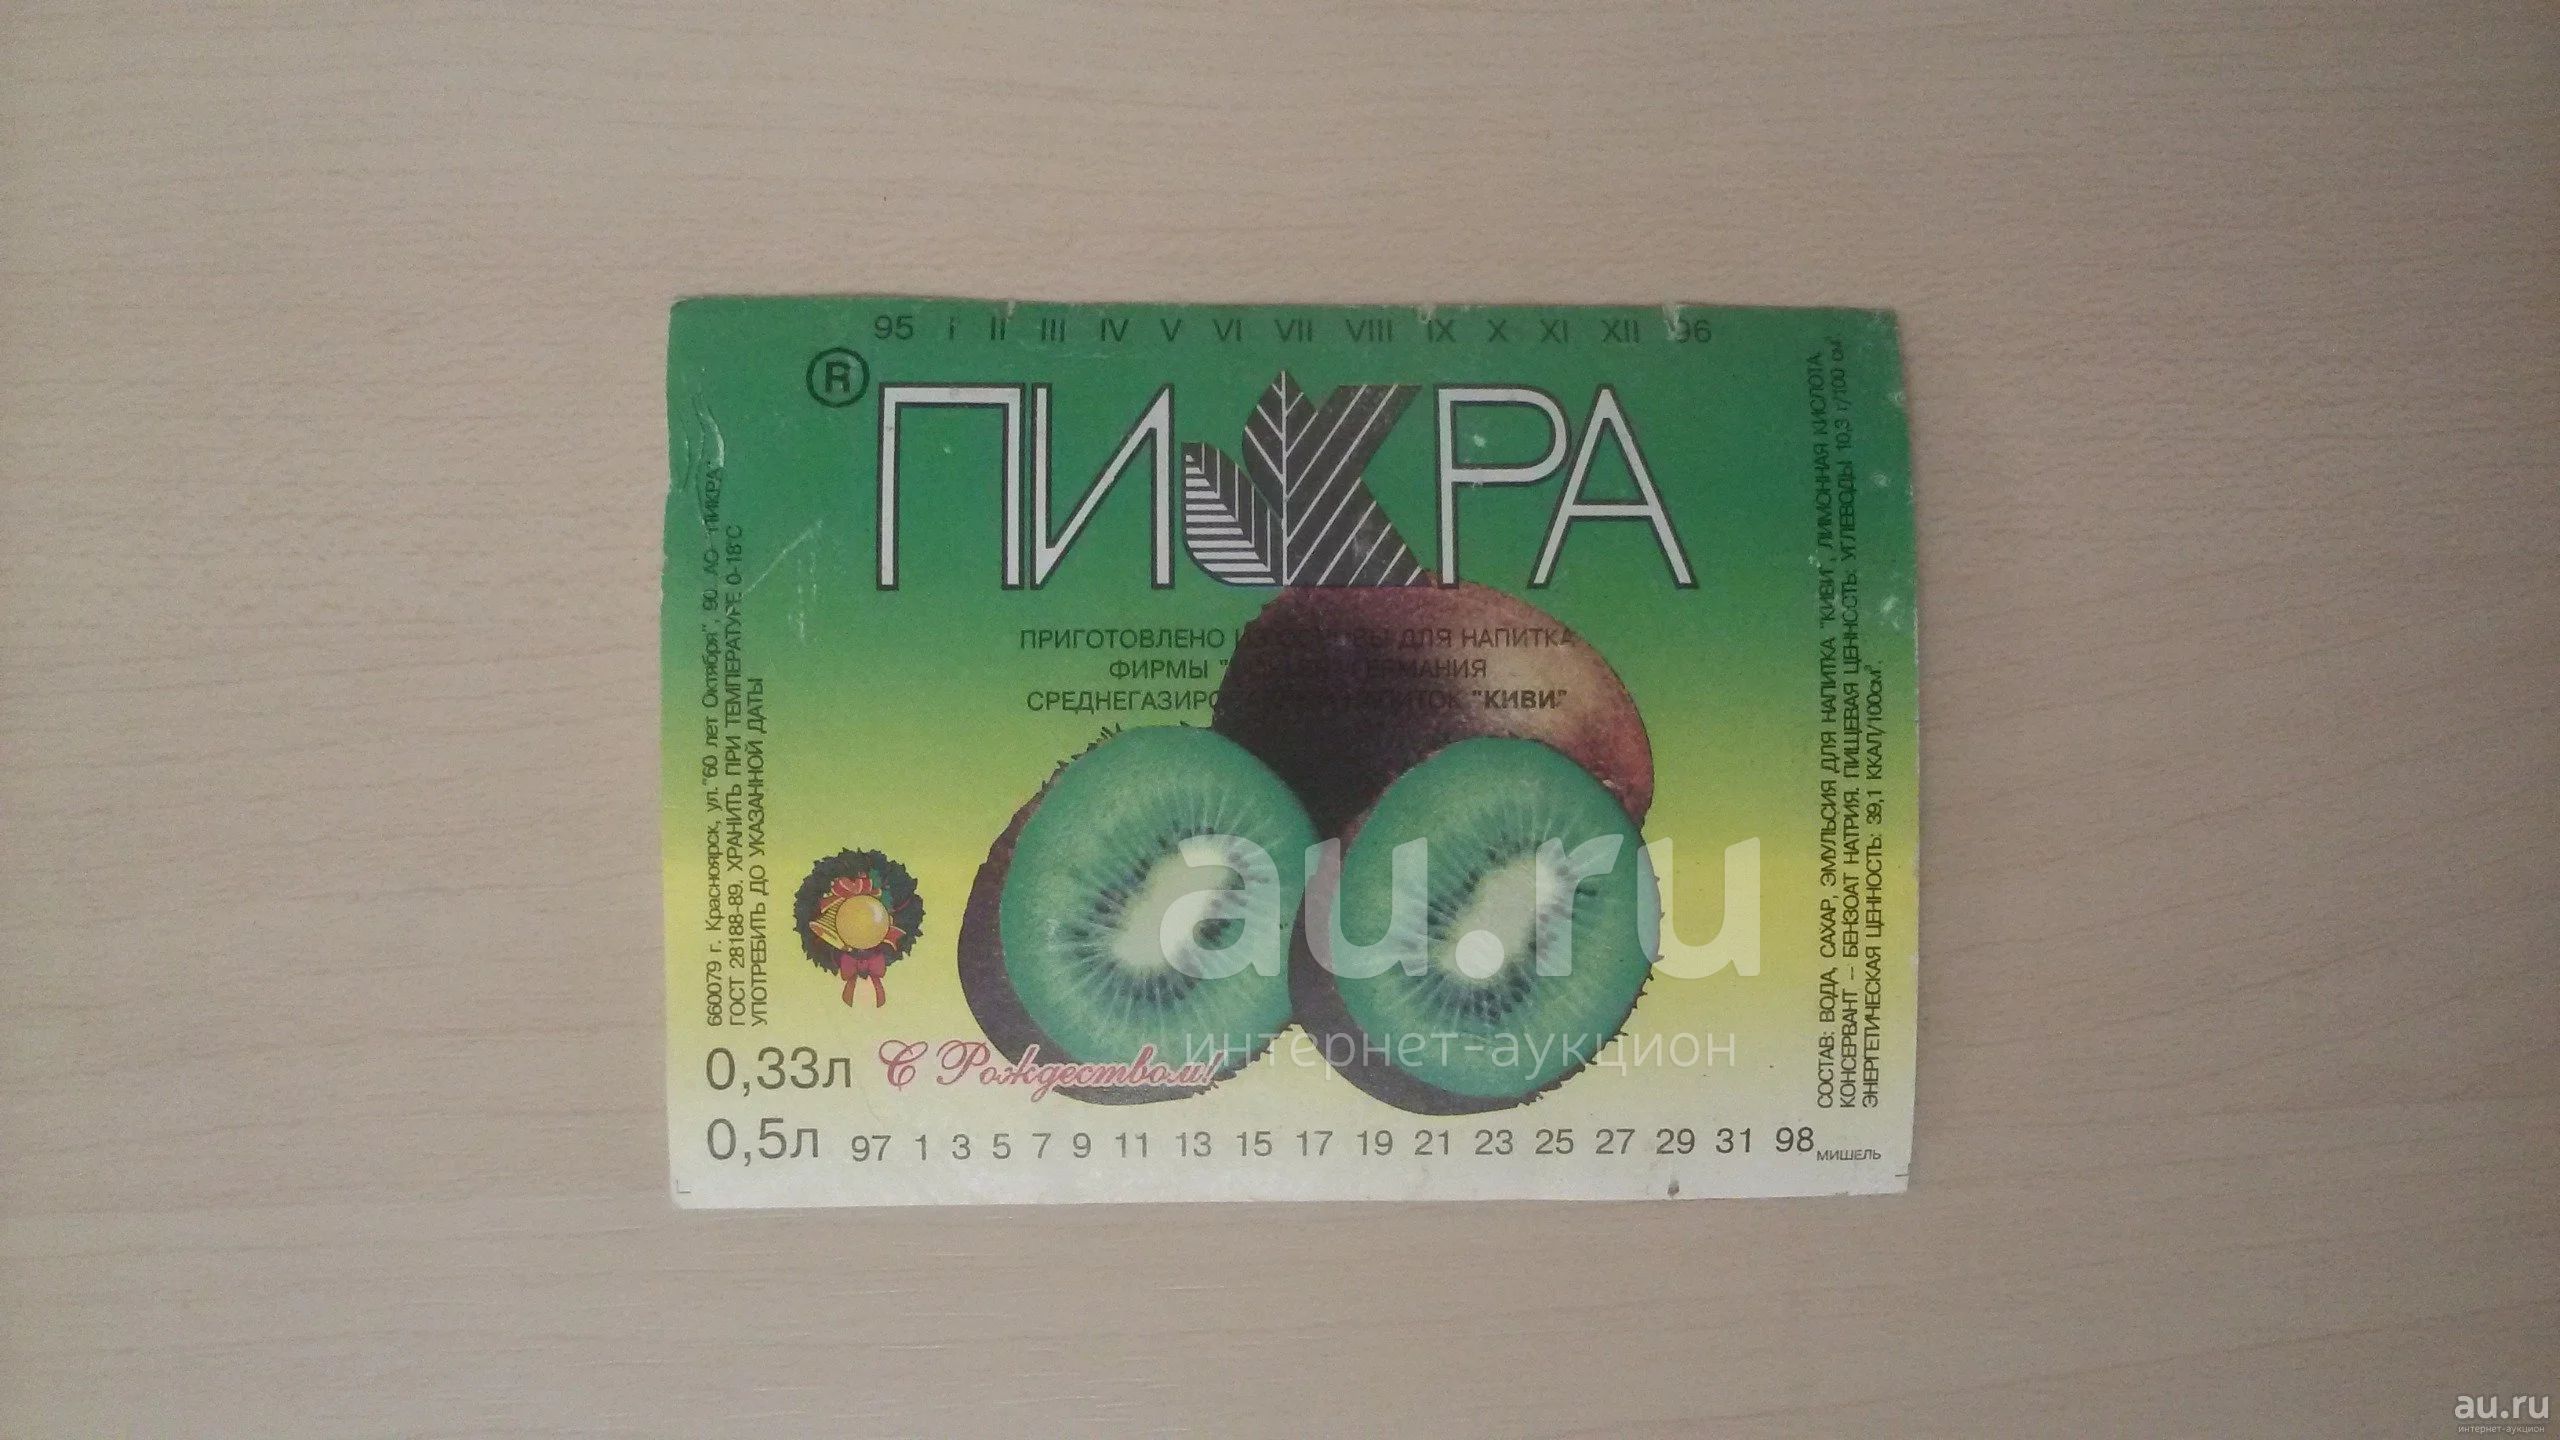 95 I II III IV V VI VII VIII IX X XI XII 96
® ПИКРА
ПРИГОТОВЛЕНО ИЗ ОСНОВЫ ДЛЯ НАПИТКА
ФИРМЫ ГЕРМАНИЯ
СРЕДНЕГАЗИРОВАННЫЙ НАПИТОК "КИВИ"
660079 г. Красноярск, ул."60 лет Октября", 90 АО "ПИКРА"
ГОСТ 28188-89. ХРАНИТЬ ПРИ ТЕМПЕРАТУРЕ 0-18°С
УПОТРЕБИТЬ ДО УКАЗАННОЙ ДАТЫ
СОСТАВ: ВОДА, САХАР, ЭМУЛЬСИЯ ДЛЯ НАПИТКА "КИВИ", ЛИМОННАЯ КИСЛОТА,
КОНСЕРВАНТ – БЕНЗОАТ НАТРИЯ. ПИЩЕВАЯ ЦЕННОСТЬ: УГЛЕВОДЫ 10,3 г/100 см³
ЭНЕРГЕТИЧЕСКАЯ ЦЕННОСТЬ: 39,1 ККАЛ/100см³.
0,33л С Рождеством!
0,5л 97 1 3 5 7 9 11 13 15 17 19 21 23 25 27 29 31 98
МИШЕЛЬ
au.ru
интернет-аукцион
au.ru
интернет-аукцион